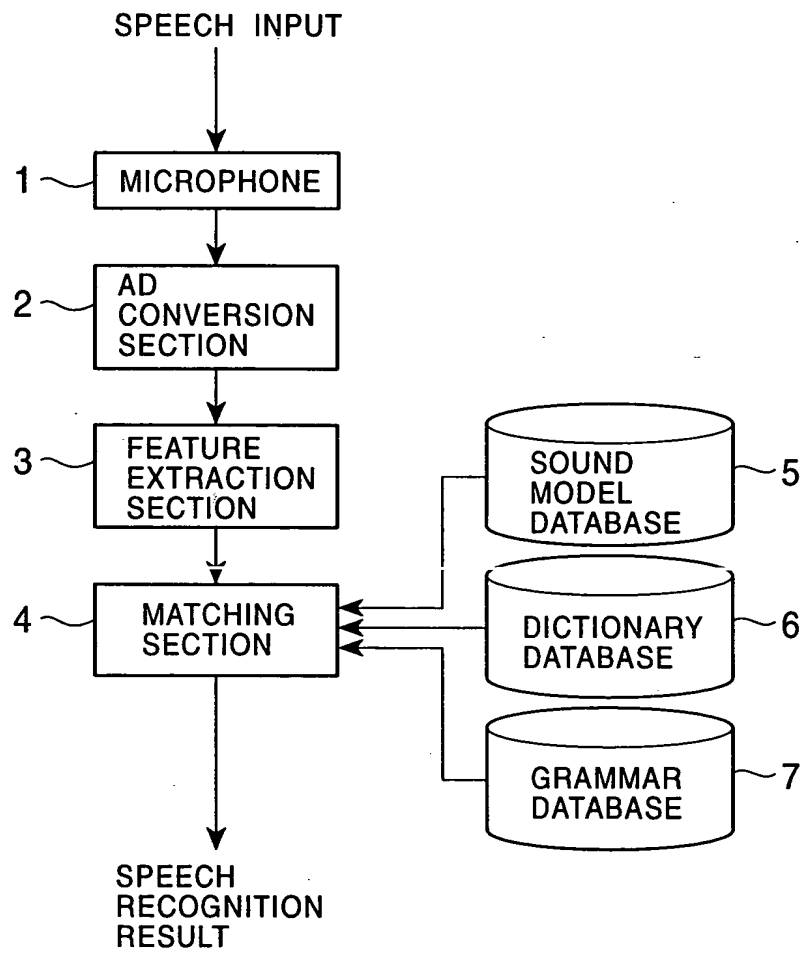 SPEECH INPUT
1
MICROPHONE
2
AD
CONVERSION
SECTION
3
FEATURE
EXTRACTION
SECTION
4
MATCHING
SECTION
SOUND
MODEL
DATABASE
5
DICTIONARY
DATABASE
6
GRAMMAR
DATABASE
7
SPEECH
RECOGNITION
RESULT